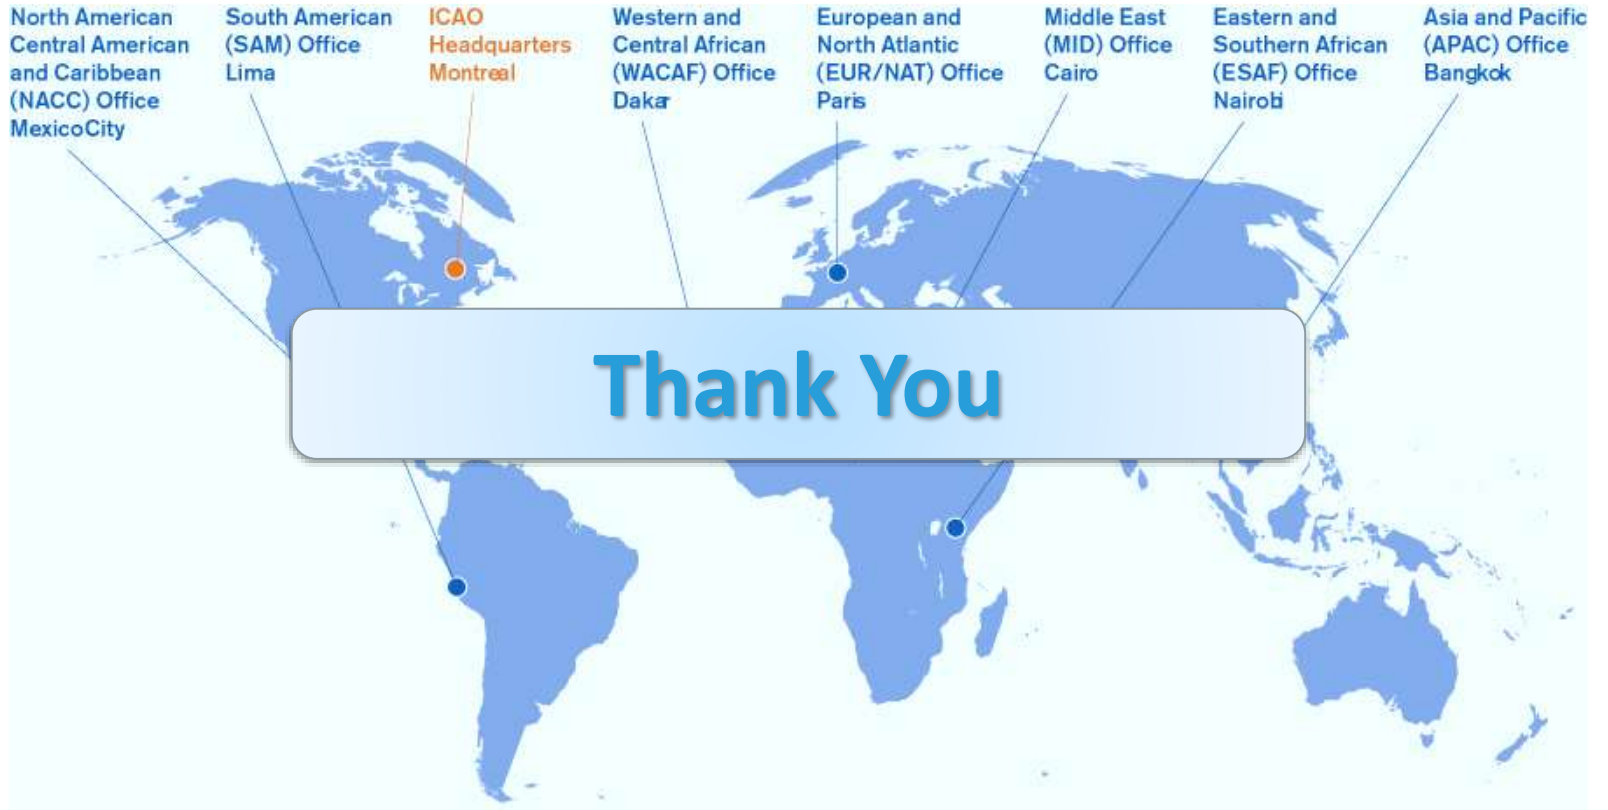 North American
Central American
and Caribbean
(NACC) Office
MexicoCity
South American
(SAM) Office
Lima
ICAO
Headquarters
Montreal
Western and
Central African
(WACAF) Office
Dakar
European and
North Atlantic
(EUR/NAT) Office
Paris
Middle East
(MID) Office
Cairo
Eastern and
Southern African
(ESAF) Office
Nairobi
Asia and Pacific
(APAC) Office
Bangkok
Thank You